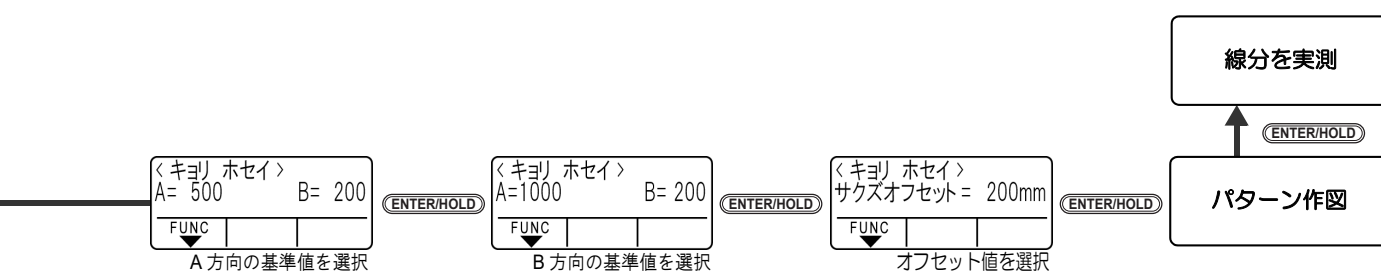 線分を実測
ENTER/HOLD
< キョリ ホセイ >
A= 500 B= 200
FUNC
A 方向の基準値を選択
ENTER/HOLD
< キョリ ホセイ >
A=1000 B= 200
FUNC
B 方向の基準値を選択
ENTER/HOLD
< キョリ ホセイ >
サクズオフセット = 200mm
FUNC
オフセット値を選択
ENTER/HOLD
パターン作図